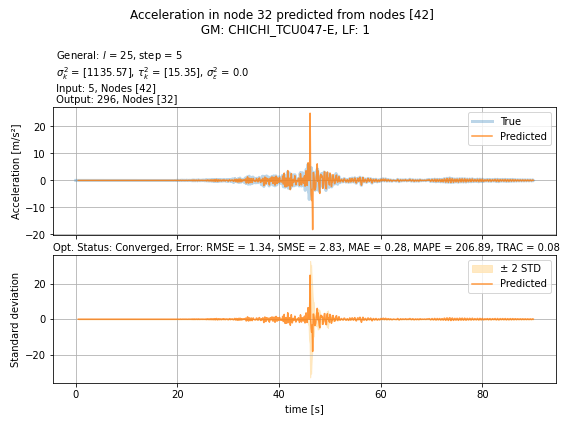 Acceleration in node 32 predicted from nodes [42]
GM: CHICHI_TCU047-E, LF: 1
General: l = 25, step = 5
σ²ₖ = [1135.57], τ²ₖ = [15.35], σ²ε = 0.0
Input: 5, Nodes [42]
Output: 296, Nodes [32]
Acceleration [m/s²]
20
10
0
−10
−20
True
Predicted
Opt. Status: Converged, Error: RMSE = 1.34, SMSE = 2.83, MAE = 0.28, MAPE = 206.89, TRAC = 0.08
Standard deviation
20
0
−20
± 2 STD
Predicted
0 20 40 60 80
time [s]